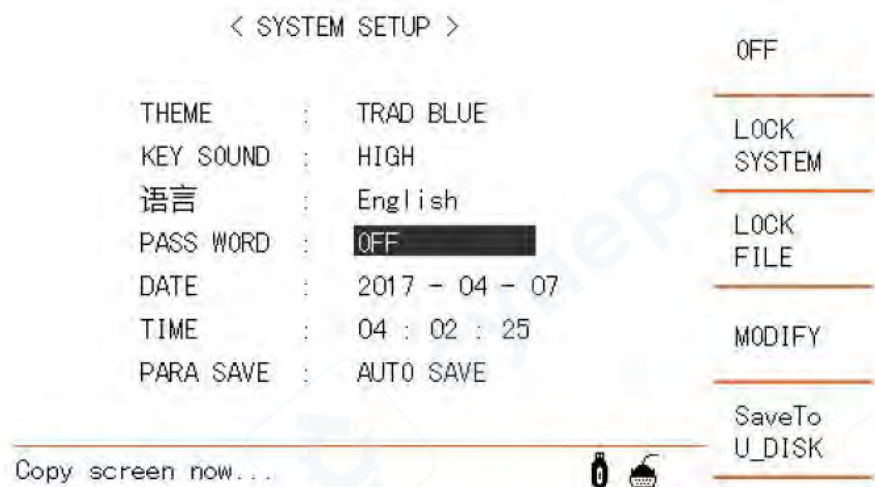 < SYSTEM SETUP >
THEME : TRAD BLUE
KEY SOUND : HIGH
语言 : English
PASS WORD : OFF
DATE : 2017 - 04 - 07
TIME : 04 : 02 : 25
PARA SAVE : AUTO SAVE
Copy screen now...
OFF
LOCK
SYSTEM
LOCK
FILE
MODIFY
SaveTo
U_DISK